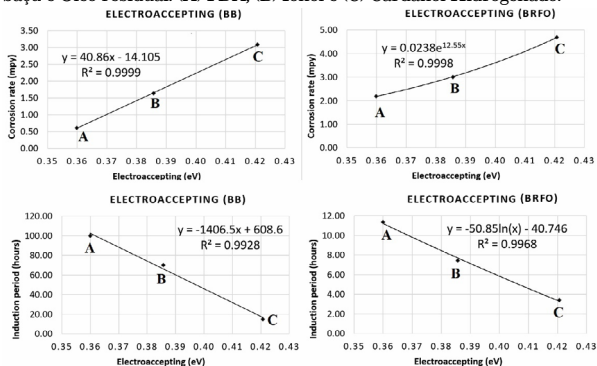 ELECTROACCEPTING (BB)
3.50
3.00
2.50
2.00
1.50
1.00
0.50
0.00
Corrosion rate (mpy)
y = 40.86x - 14.105
R² = 0.9999
A
B
C
0.35 0.36 0.37 0.38 0.39 0.40 0.41 0.42 0.43
Electroaccepting (eV)
ELECTROACCEPTING (BRFO)
5.00
4.00
3.00
2.00
1.00
0.00
Corrosion rate (mpy)
y = 0.0238e^12.55x
R² = 0.9998
A
B
C
0.35 0.36 0.37 0.38 0.39 0.40 0.41 0.42 0.43
Electroaccepting (eV)
ELECTROACCEPTING (BB)
120.00
100.00
80.00
60.00
40.00
20.00
0.00
Induction period (hours)
y = -1406.5x + 608.6
R² = 0.9928
A
B
C
0.35 0.36 0.37 0.38 0.39 0.40 0.41 0.42 0.43
Electroaccepting (eV)
ELECTROACCEPTING (BRFO)
12.00
10.00
8.00
6.00
4.00
2.00
0.00
Induction period (hours)
y = -50.85ln(x) - 40.746
R² = 0.9968
A
B
C
0.35 0.36 0.37 0.38 0.39 0.40 0.41 0.42 0.43
Electroaccepting (eV)